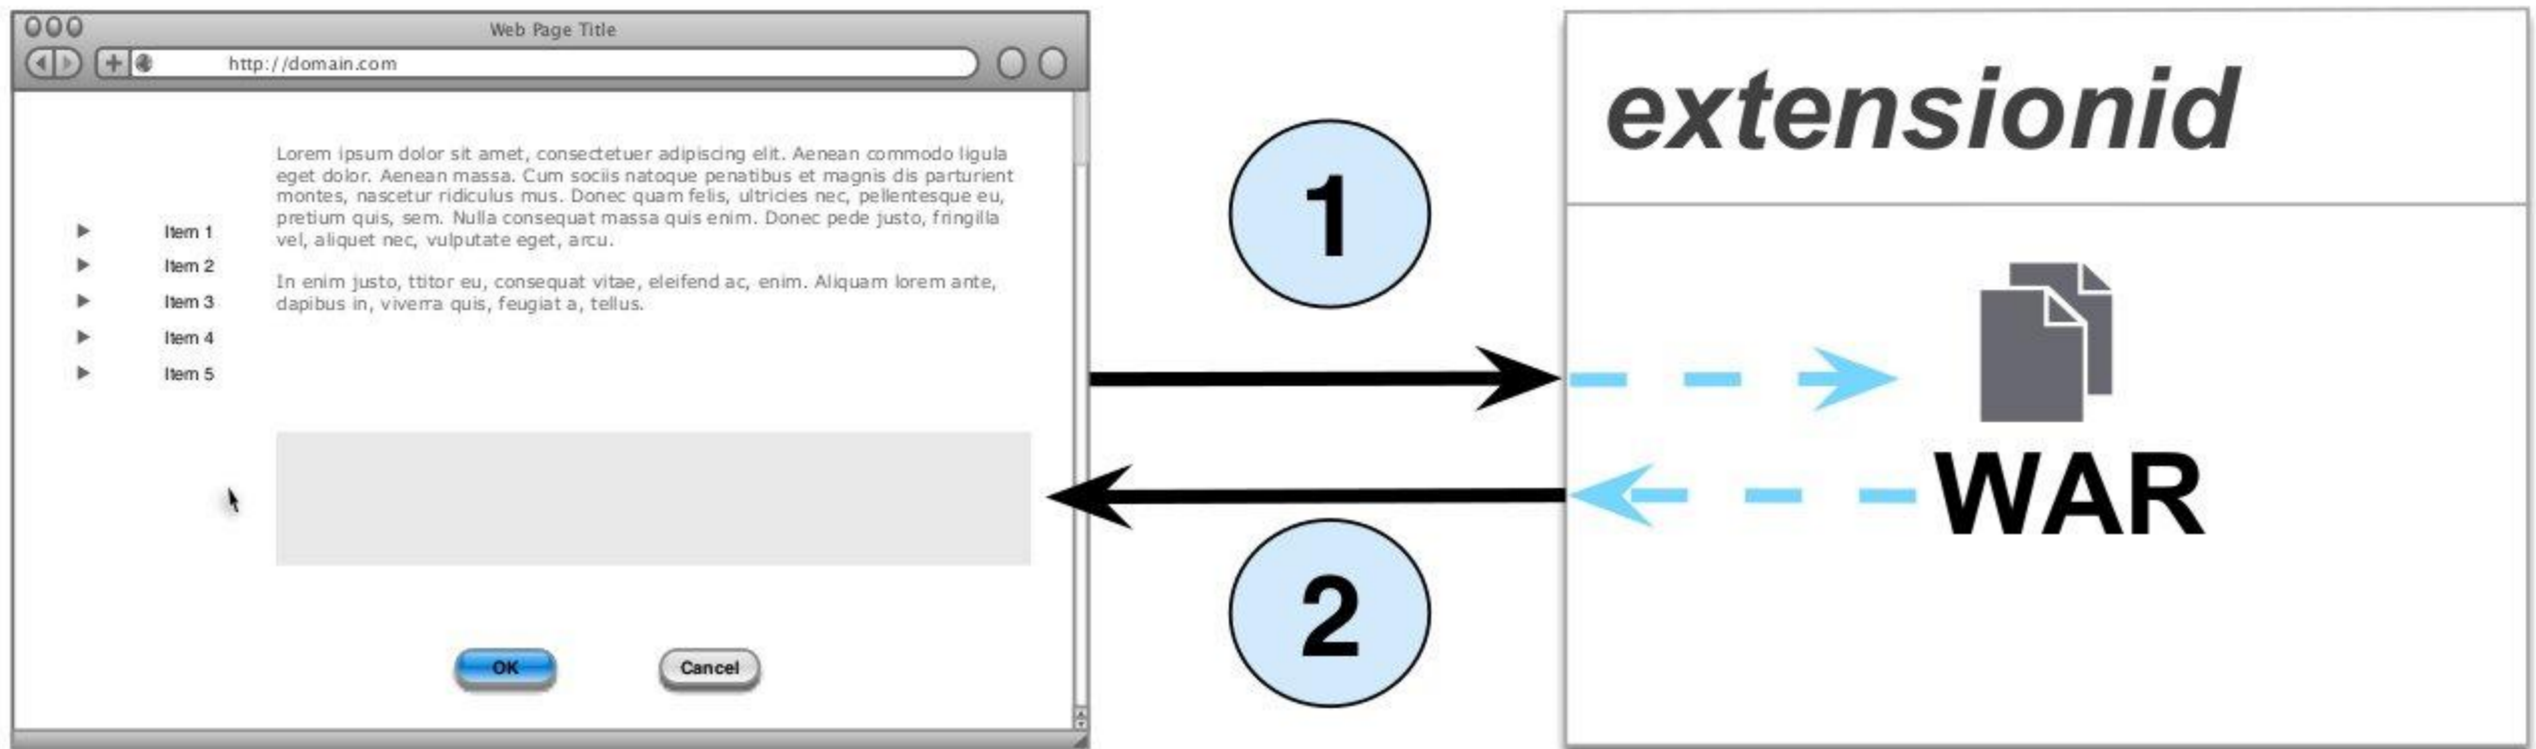 Web Page Title
http://domain.com
Lorem ipsum dolor sit amet, consectetuer adipiscing elit. Aenean commodo ligula
eget dolor. Aenean massa. Cum sociis natoque penatibus et magnis dis parturient
montes, nascetur ridiculus mus. Donec quam felis, ultricies nec, pellentesque eu,
pretium quis, sem. Nulla consequat massa quis enim. Donec pede justo, fringilla
vel, aliquet nec, vulputate eget, arcu.
In enim justo, ttitor eu, consequat vitae, eleifend ac, enim. Aliquam lorem ante,
dapibus in, viverra quis, feugiat a, tellus.
Item 1
Item 2
Item 3
Item 4
Item 5
OK
Cancel
1
2
extensionid
WAR